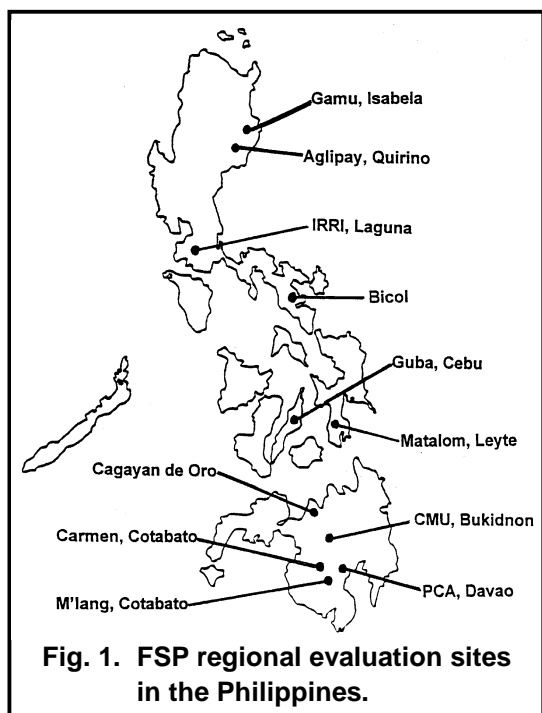 Gamu, Isabela
Aglipay, Quirino
IRRI, Laguna
Bicol
Guba, Cebu
Matalom, Leyte
Cagayan de Oro
CMU, Bukidnon
Carmen, Cotabato
PCA, Davao
M'lang, Cotabato
Fig. 1. FSP regional evaluation sites
in the Philippines.